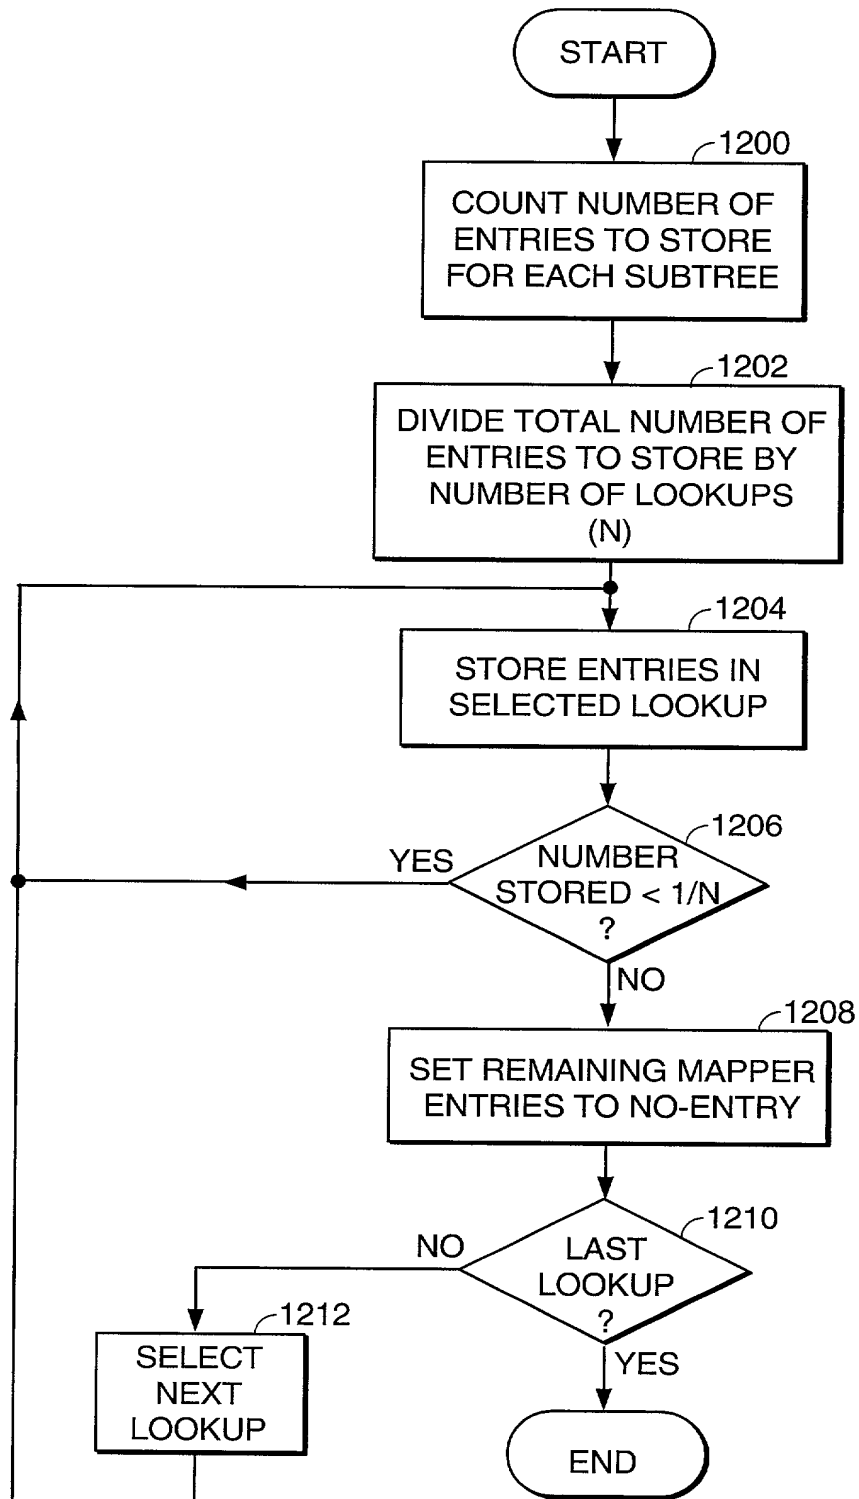 START
1200
COUNT NUMBER OF
ENTRIES TO STORE
FOR EACH SUBTREE
1202
DIVIDE TOTAL NUMBER OF
ENTRIES TO STORE BY
NUMBER OF LOOKUPS
(N)
1204
STORE ENTRIES IN
SELECTED LOOKUP
1206
YES
NUMBER
STORED < 1/N
?
NO
1208
SET REMAINING MAPPER
ENTRIES TO NO-ENTRY
1210
NO
LAST
LOOKUP
?
YES
1212
SELECT
NEXT
LOOKUP
END